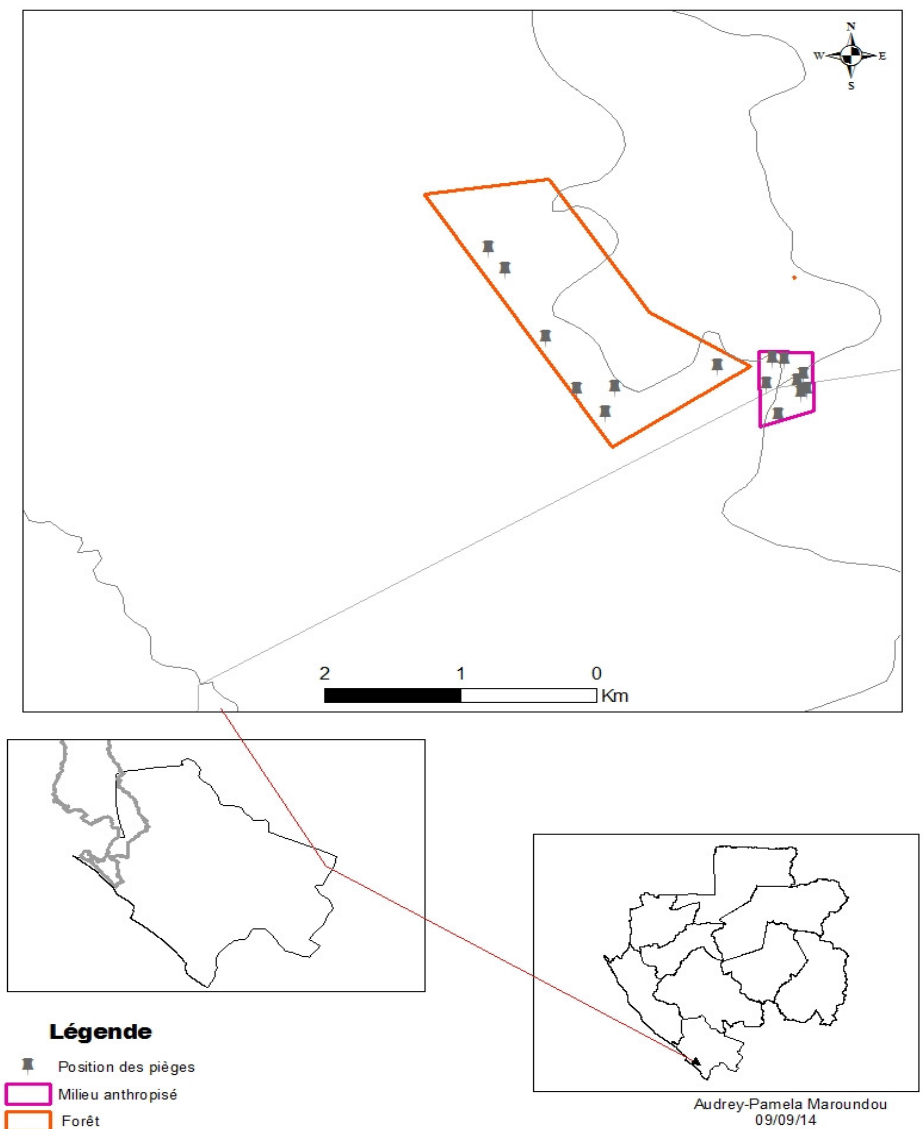 N
W E
S
2 1 0
Km
Légende
Position des pièges
Milieu anthropisé
Forêt
Audrey-Pamela Maroundou
09/09/14